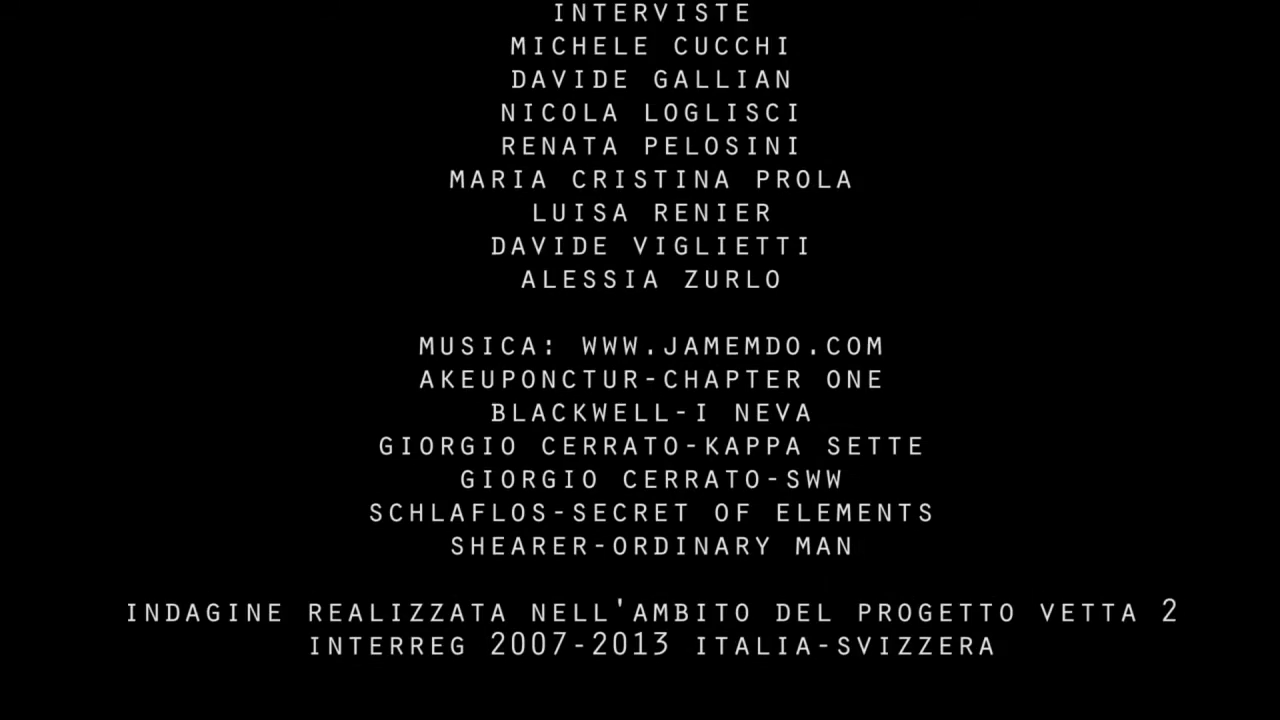 INTERVISTE
MICHELE CUCCHI
DAVIDE GALLIAN
NICOLA LOGLISCI
RENATA PELOSINI
MARIA CRISTINA PROLA
LUISA RENIER
DAVIDE VIGLIETTI
ALESSIA ZURLO
MUSICA: WWW.JAMEMDO.COM
AKEUPONCTUR-CHAPTER ONE
BLACKWELL-I NEVA
GIORGIO CERRATO-KAPPA SETTE
GIORGIO CERRATO-SWW
SCHLAFLOS-SECRET OF ELEMENTS
SHEARER-ORDINARY MAN
INDAGINE REALIZZATA NELL'AMBITO DEL PROGETTO VETTA 2
INTERREG 2007-2013 ITALIA-SVIZZERA